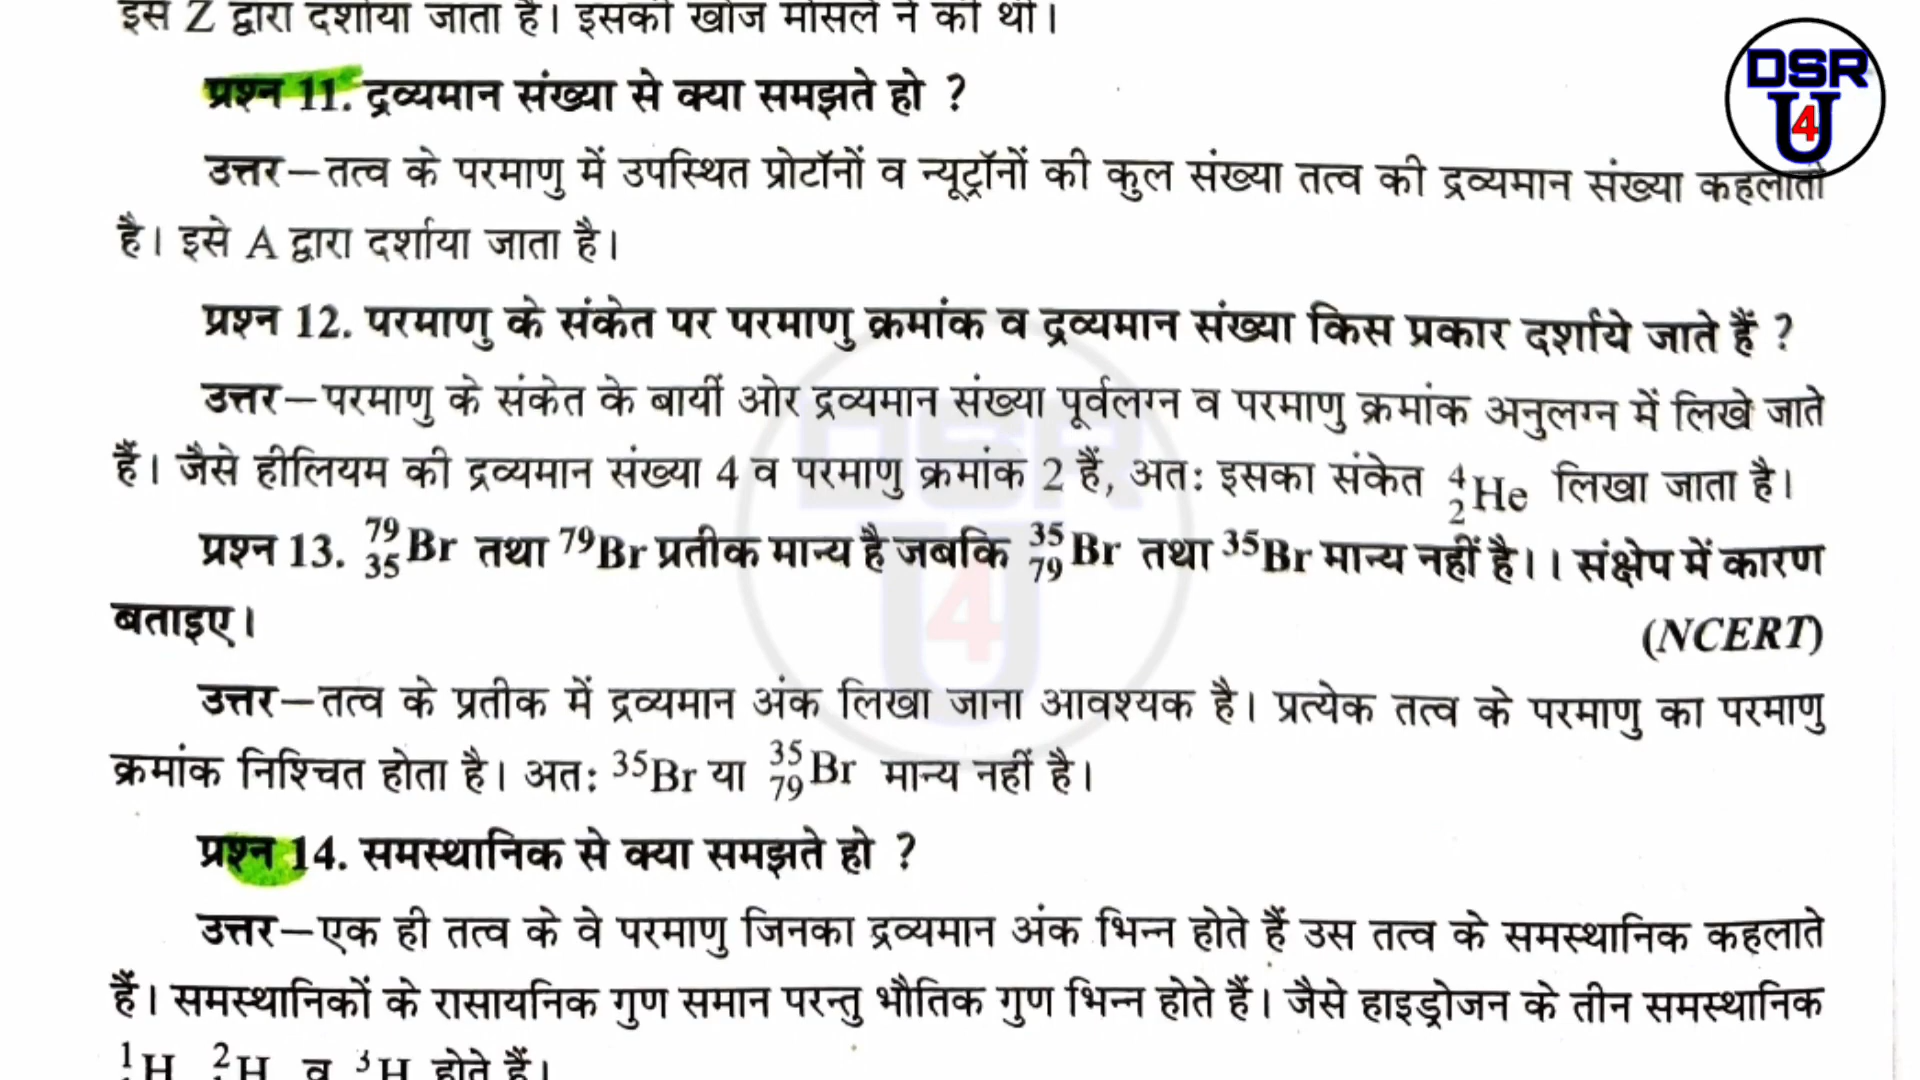 इसे Z द्वारा दर्शाया जाता है। इसकी खोज मोसले ने की थी।
प्रश्न 11. द्रव्यमान संख्या से क्या समझते हो ?
उत्तर–तत्व के परमाणु में उपस्थित प्रोटॉनों व न्यूट्रॉनों की कुल संख्या तत्व की द्रव्यमान संख्या कहलाती
है। इसे A द्वारा दर्शाया जाता है।
प्रश्न 12. परमाणु के संकेत पर परमाणु क्रमांक व द्रव्यमान संख्या किस प्रकार दर्शाये जाते हैं ?
उत्तर–परमाणु के संकेत के बायीं ओर द्रव्यमान संख्या पूर्वलग्न व परमाणु क्रमांक अनुलग्न में लिखे जाते
हैं। जैसे हीलियम की द्रव्यमान संख्या 4 व परमाणु क्रमांक 2 हैं, अतः इसका संकेत ⁴₂He लिखा जाता है।
प्रश्न 13. ⁷⁹₃₅Br तथा ⁷⁹Br प्रतीक मान्य है जबकि ³⁵₇₉Br तथा ³⁵Br मान्य नहीं है।। संक्षेप में कारण
बताइए। (NCERT)
उत्तर–तत्व के प्रतीक में द्रव्यमान अंक लिखा जाना आवश्यक है। प्रत्येक तत्व के परमाणु का परमाणु
क्रमांक निश्चित होता है। अतः ³⁵Br या ³⁵₇₉Br मान्य नहीं है।
प्रश्न 14. समस्थानिक से क्या समझते हो ?
उत्तर–एक ही तत्व के वे परमाणु जिनका द्रव्यमान अंक भिन्न होते हैं उस तत्व के समस्थानिक कहलाते
हैं। समस्थानिकों के रासायनिक गुण समान परन्तु भौतिक गुण भिन्न होते हैं। जैसे हाइड्रोजन के तीन समस्थानिक
¹H ²H व ³H होते हैं।
DSR
U
4
DSR
U
4